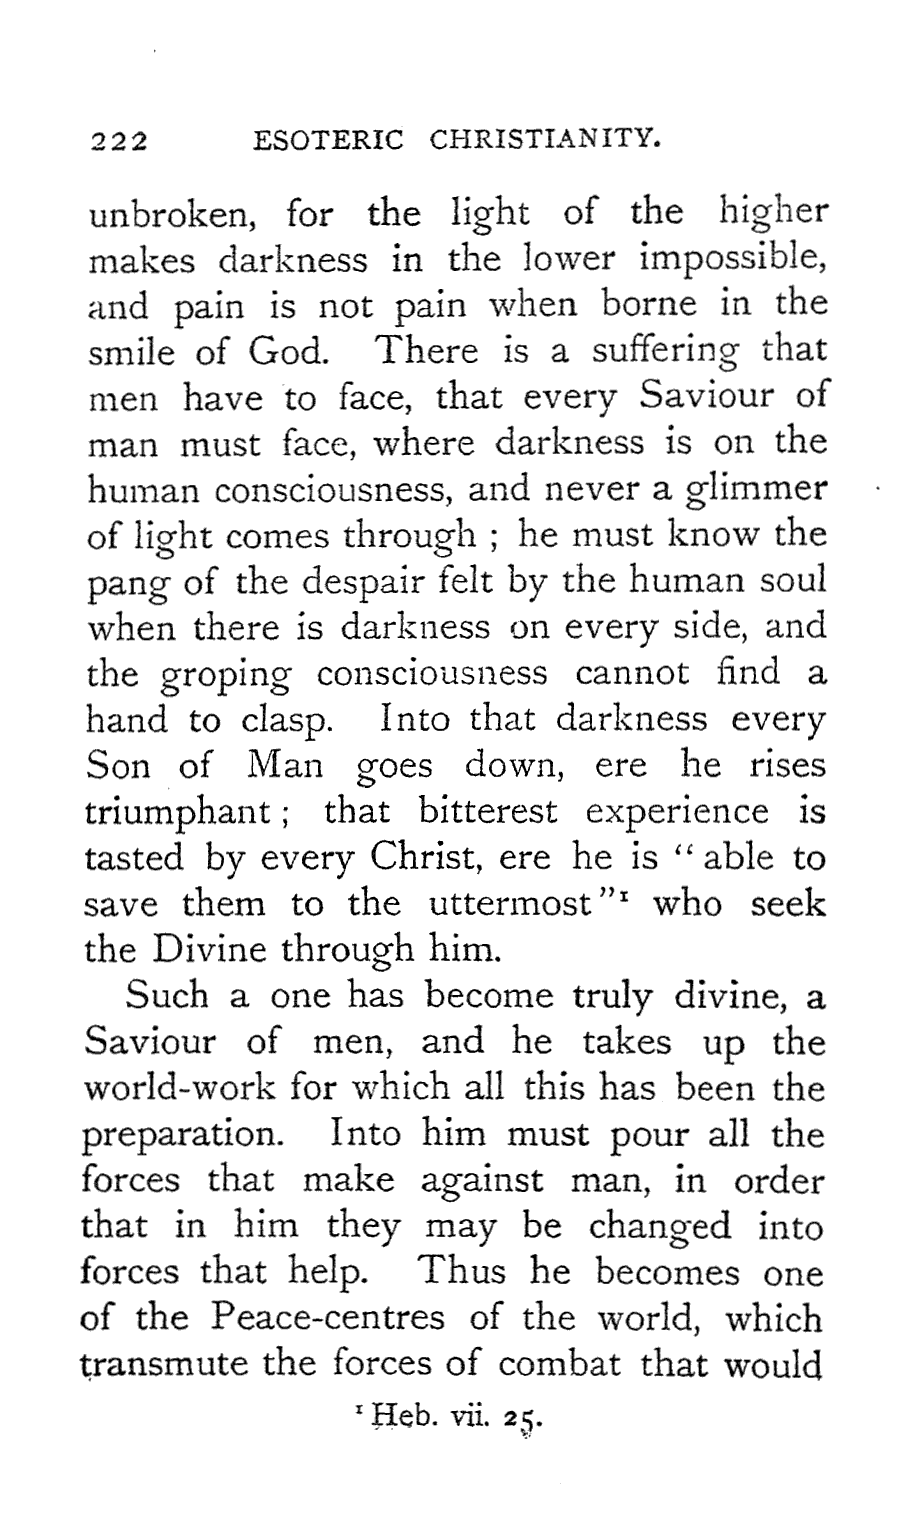 222 ESOTERIC CHRISTIANITY.
unbroken, for the light of the higher
makes darkness in the lower impossible,
and pain is not pain when borne in the
smile of God. There is a suffering that
men have to face, that every Saviour of
man must face, where darkness is on the
human consciousness, and never a glimmer
of light comes through ; he must know the
pang of the despair felt by the human soul
when there is darkness on every side, and
the groping consciousness cannot find a
hand to clasp. Into that darkness every
Son of Man goes down, ere he rises
triumphant ; that bitterest experience is
tasted by every Christ, ere he is “ able to
save them to the uttermost ”¹ who seek
the Divine through him.
Such a one has become truly divine, a
Saviour of men, and he takes up the
world-work for which all this has been the
preparation. Into him must pour all the
forces that make against man, in order
that in him they may be changed into
forces that help. Thus he becomes one
of the Peace-centres of the world, which
transmute the forces of combat that would
¹ Heb. vii. 25.